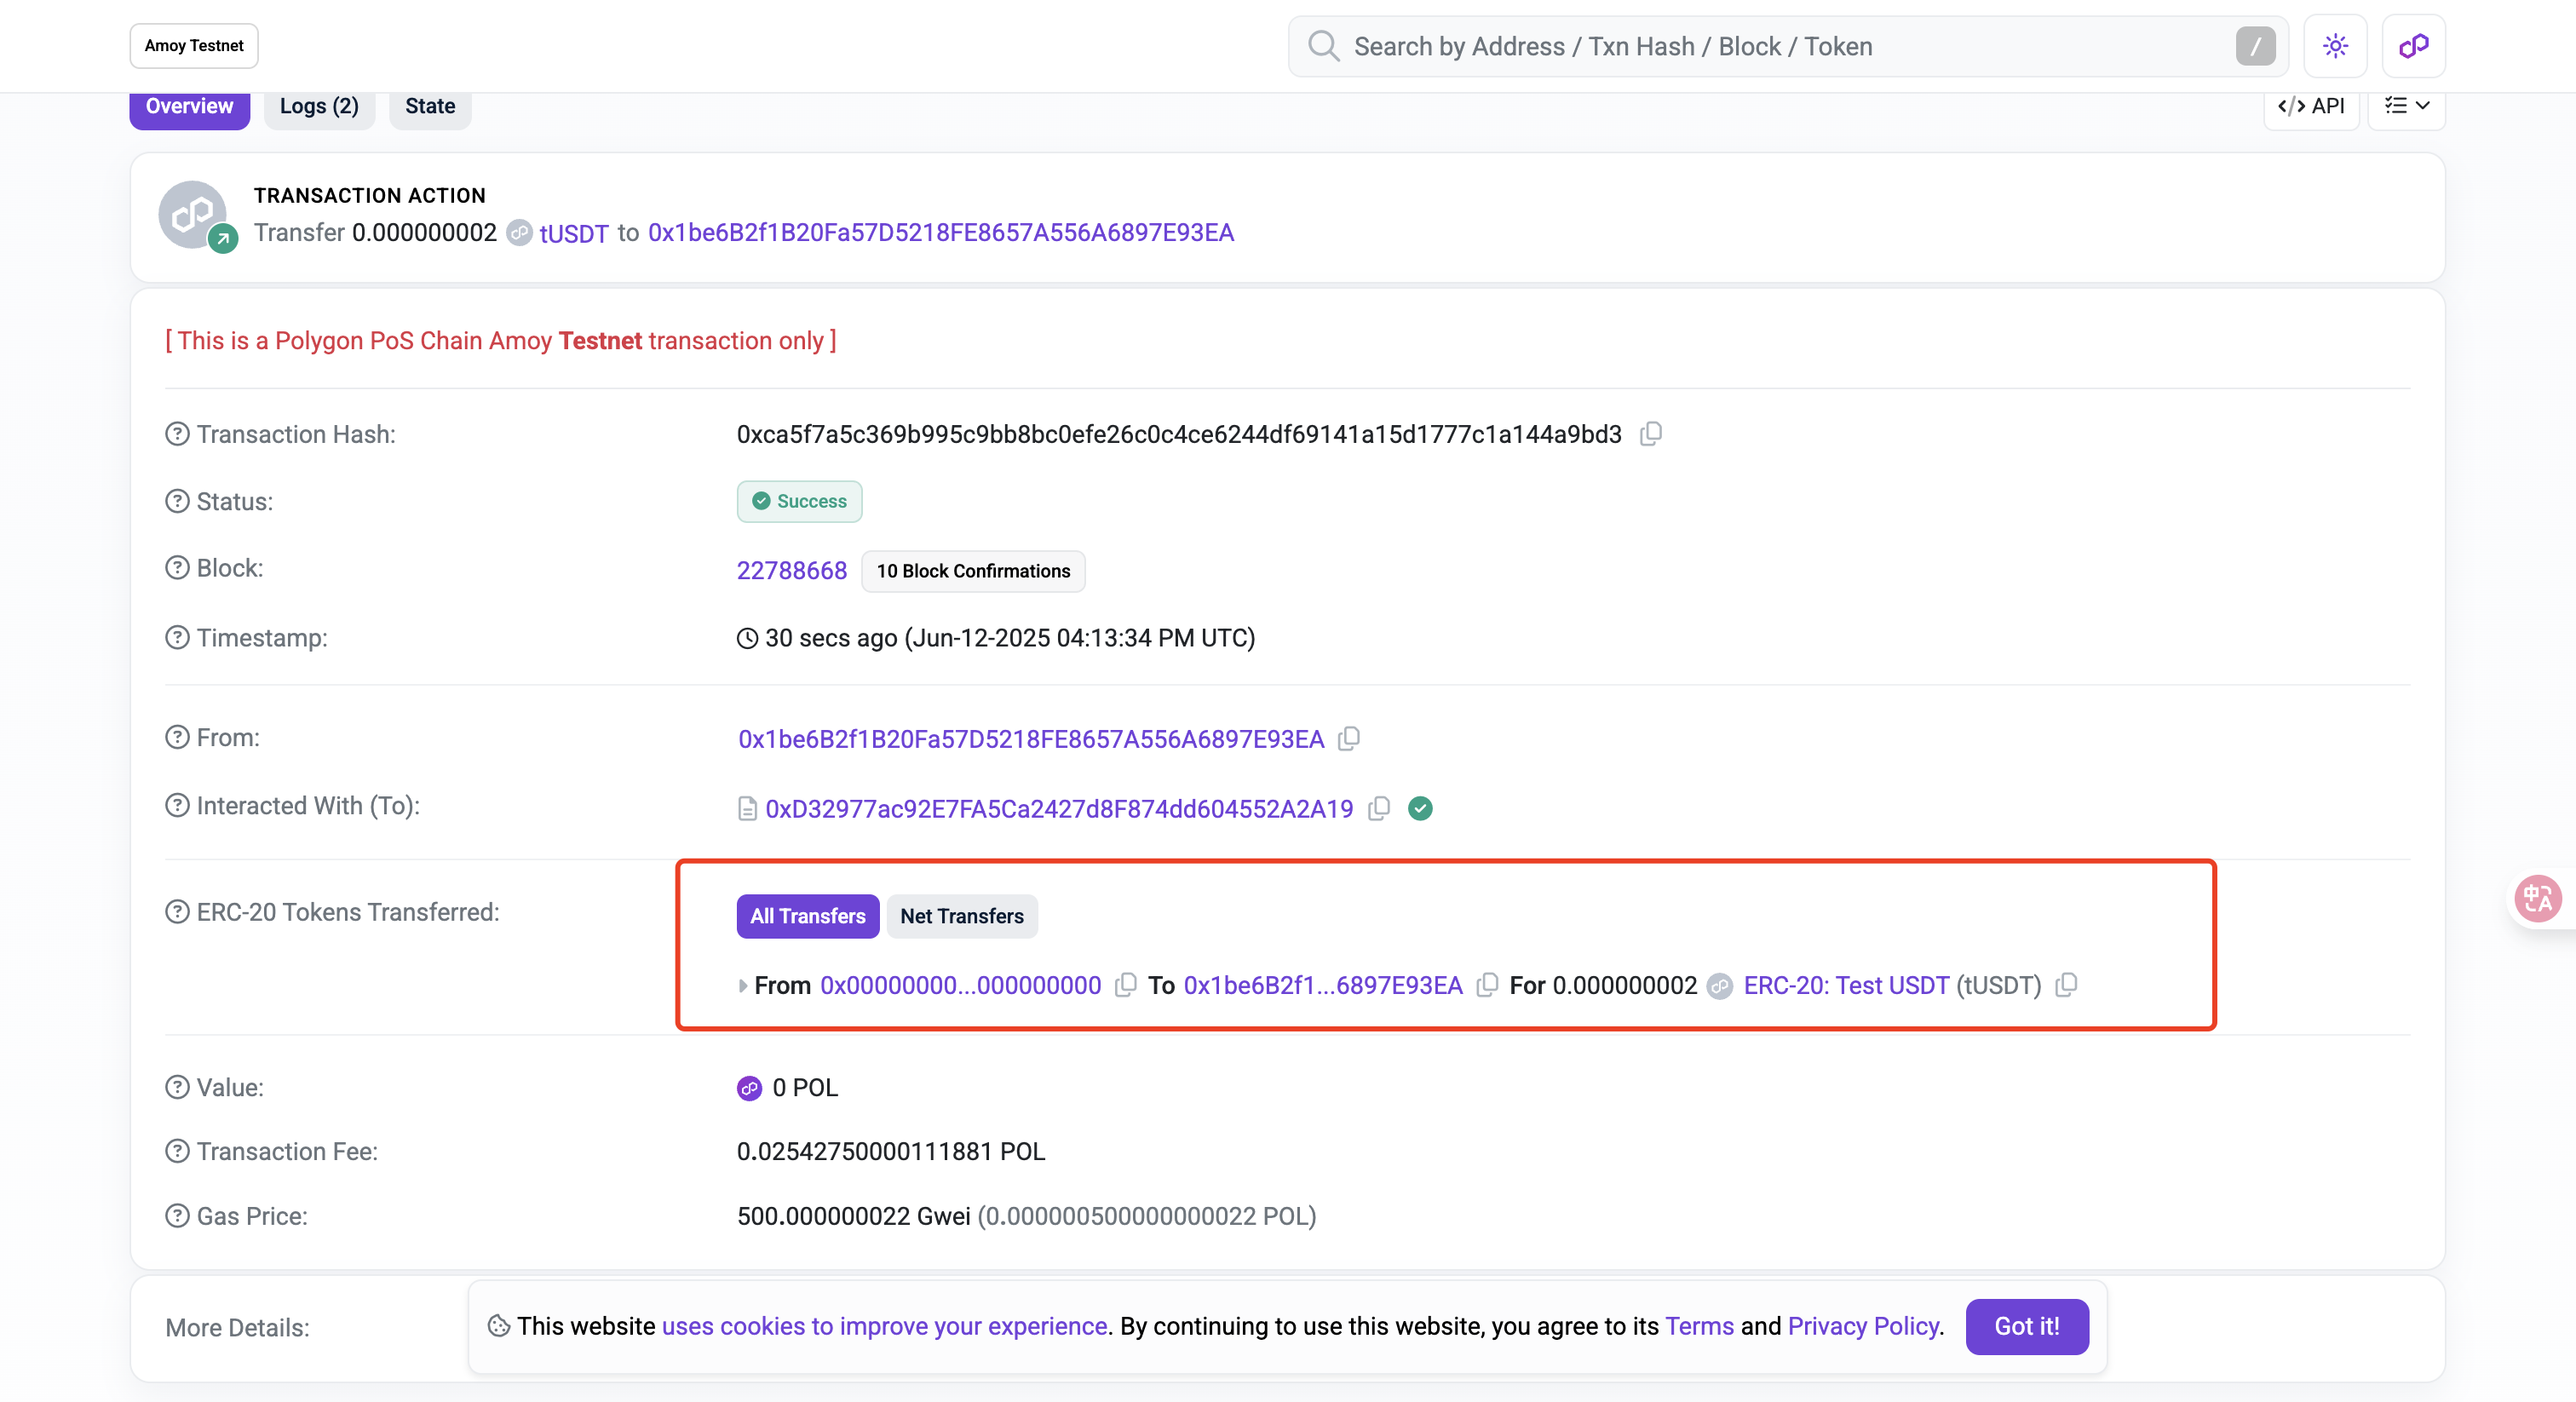 Amoy Testnet
Search by Address / Txn Hash / Block / Token
/
Overview
Logs (2)
State
</> API
TRANSACTION ACTION
Transfer 0.000000002 tUSDT to 0x1be6B2f1B20Fa57D5218FE8657A556A6897E93EA
[ This is a Polygon PoS Chain Amoy Testnet transaction only ]
Transaction Hash:
0xca5f7a5c369b995c9bb8bc0efe26c0c4ce6244df69141a15d1777c1a144a9bd3
Status:
Success
Block:
22788668
10 Block Confirmations
Timestamp:
30 secs ago (Jun-12-2025 04:13:34 PM UTC)
From:
0x1be6B2f1B20Fa57D5218FE8657A556A6897E93EA
Interacted With (To):
0xD32977ac92E7FA5Ca2427d8F874dd604552A2A19
ERC-20 Tokens Transferred:
All Transfers
Net Transfers
From 0x00000000...000000000 To 0x1be6B2f1...6897E93EA For 0.000000002 ERC-20: Test USDT (tUSDT)
Value:
0 POL
Transaction Fee:
0.02542750000111881 POL
Gas Price:
500.000000022 Gwei (0.000000500000000022 POL)
More Details:
This website uses cookies to improve your experience. By continuing to use this website, you agree to its Terms and Privacy Policy.
Got it!
中 A